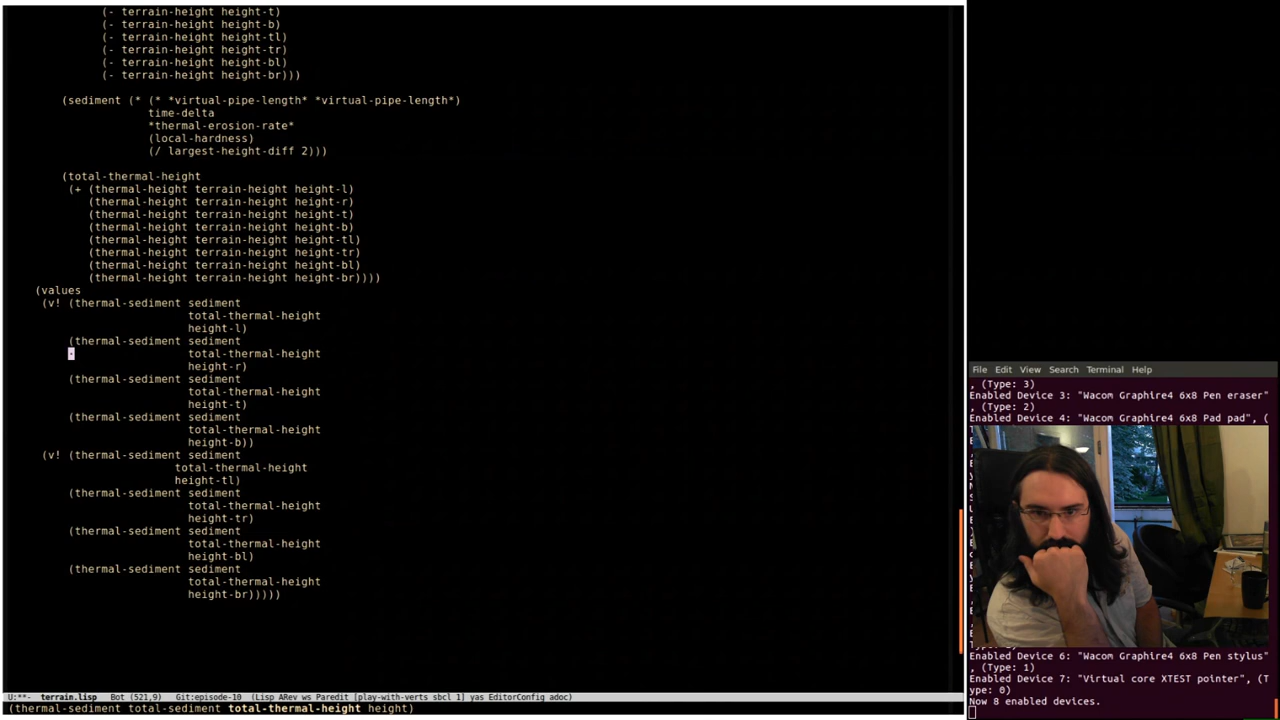 (- terrain-height height-t)
(- terrain-height height-b)
(- terrain-height height-tl)
(- terrain-height height-tr)
(- terrain-height height-bl)
(- terrain-height height-br)))
(sediment (* (* *virtual-pipe-length* *virtual-pipe-length*)
time-delta
*thermal-erosion-rate*
(local-hardness)
(/ largest-height-diff 2)))
(total-thermal-height
(+ (thermal-height terrain-height height-l)
(thermal-height terrain-height height-r)
(thermal-height terrain-height height-t)
(thermal-height terrain-height height-b)
(thermal-height terrain-height height-tl)
(thermal-height terrain-height height-tr)
(thermal-height terrain-height height-bl)
(thermal-height terrain-height height-br))))
(values
(v! (thermal-sediment sediment
total-thermal-height
height-l)
(thermal-sediment sediment
total-thermal-height
height-r)
(thermal-sediment sediment
total-thermal-height
height-t)
(thermal-sediment sediment
total-thermal-height
height-b))
(v! (thermal-sediment sediment
total-thermal-height
height-tl)
(thermal-sediment sediment
total-thermal-height
height-tr)
(thermal-sediment sediment
total-thermal-height
height-bl)
(thermal-sediment sediment
total-thermal-height
height-br)))))
U:**- terrain.lisp Bot (521,9) Git:episode-10 (Lisp ARev ws Paredit [play-with-verts sbcl 1] yas EditorConfig adoc)
(thermal-sediment total-sediment total-thermal-height height)
File Edit View Search Terminal Help
, (Type: 3)
Enabled Device 3: "Wacom Graphire4 6x8 Pen eraser"
, (Type: 2)
Enabled Device 4: "Wacom Graphire4 6x8 Pad pad", (
Enabled Device 6: "Wacom Graphire4 6x8 Pen stylus"
, (Type: 1)
Enabled Device 7: "Virtual core XTEST pointer", (T
ype: 0)
Now 8 enabled devices.